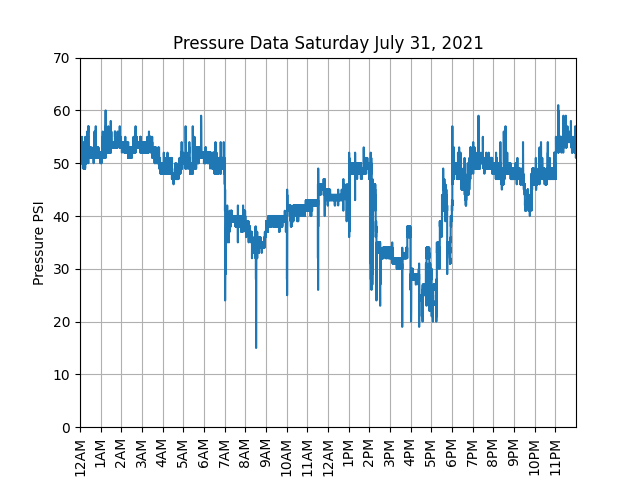 Pressure Data Saturday July 31, 2021
Pressure PSI
70
60
50
40
30
20
10
0
12AM
1AM
2AM
3AM
4AM
5AM
6AM
7AM
8AM
9AM
10AM
11AM
12AM
1PM
2PM
3PM
4PM
5PM
6PM
7PM
8PM
9PM
10PM
11PM